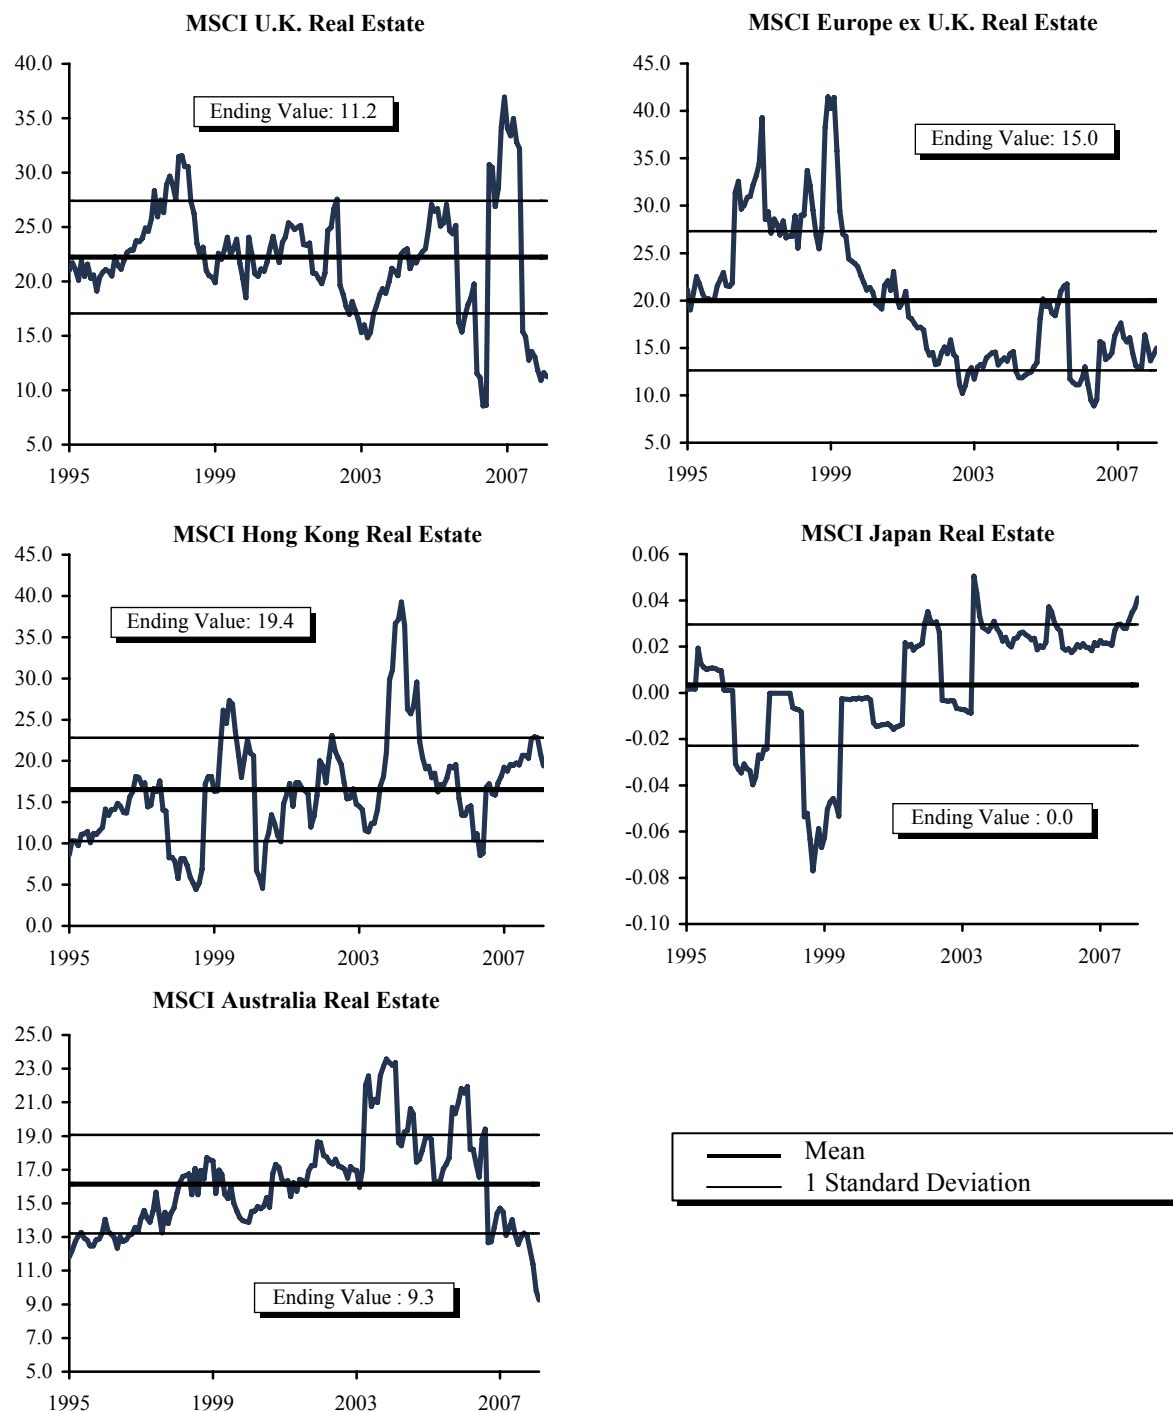 MSCI U.K. Real Estate
40.0
35.0
30.0
25.0
20.0
15.0
10.0
5.0
Ending Value: 11.2
1995 1999 2003 2007
MSCI Europe ex U.K. Real Estate
45.0
40.0
35.0
30.0
25.0
20.0
15.0
10.0
5.0
Ending Value: 15.0
1995 1999 2003 2007
MSCI Hong Kong Real Estate
45.0
40.0
35.0
30.0
25.0
20.0
15.0
10.0
5.0
0.0
Ending Value: 19.4
1995 1999 2003 2007
MSCI Japan Real Estate
0.06
0.04
0.02
0.00
-0.02
-0.04
-0.06
-0.08
-0.10
Ending Value : 0.0
1995 1999 2003 2007
MSCI Australia Real Estate
25.0
23.0
21.0
19.0
17.0
15.0
13.0
11.0
9.0
7.0
5.0
Ending Value : 9.3
1995 1999 2003 2007
Mean
1 Standard Deviation